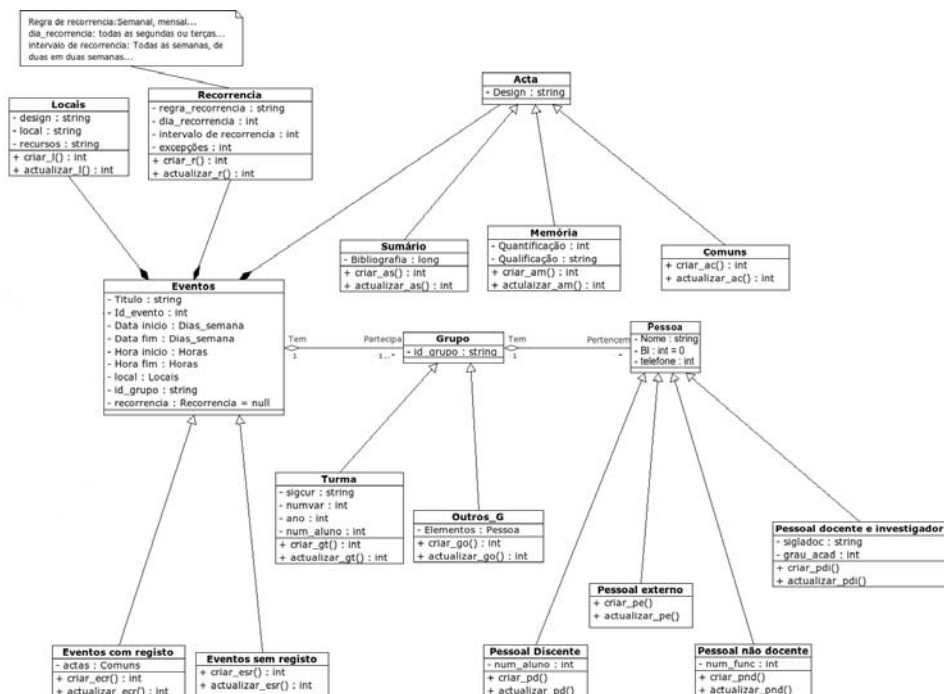 Regra de recorrencia:Semanal, mensal...
dia_recorrencia: todas as segundas ou terças...
intervalo de recorrencia: Todas as semanas, de
duas em duas semanas...
Acta
- Design : string
Locais
- design : string
- local : string
- recursos : string
+ criar_l() : int
+ actualizar_l() : int
Recorrencia
- regra_recorrencia : string
- dia_recorrencia : int
- intervalo de recorrencia : int
- excepções : int
+ criar_r() : int
+ actualizar_r() : int
Sumário
- Bibliografia : long
+ criar_as() : int
+ actualizar_as() : int
Memória
- Quantificação : int
- Qualificação : string
+ criar_am() : int
+ actulaizar_am() : int
Comuns
+ criar_ac() : int
+ actualizar_ac() : int
Eventos
- Titulo : string
- Id_evento : int
- Data inicio : Dias_semana
- Data fim : Dias_semana
- Hora inicio : Horas
- Hora fim : Horas
- local : Locais
- id_grupo : string
- recorrencia : Recorrencia = null
Tem
1
Partecipa
1..*
Grupo
- id_grupo : string
Tem
1
Pertencem
Pessoa
- Nome : string
- BI : int = 0
- telefone : int
Turma
- sigcur : string
- numvar : int
- ano : int
- num_aluno : int
+ criar_gt() : int
+ actualizar_gt() : int
Outros_G
- Elementos : Pessoa
+ criar_go() : int
+ actualizar_go() : int
Pessoal docente e investigador
- sigladoc : string
- grau_acad : int
+ criar_pdi()
+ actualizar_pdi()
Pessoal externo
+ criar_pe()
+ actualizar_pe()
Eventos com registo
- actas : Comuns
+ criar_ecr() : int
+ actualizar_ecr() : int
Eventos sem registo
+ criar_esr() : int
+ actualizar_esr() : int
Pessoal Discente
- num_aluno : int
+ criar_pd()
+ actualizar_pd()
Pessoal não docente
- num_func : int
+ criar_pnd()
+ actualizar_pnd()